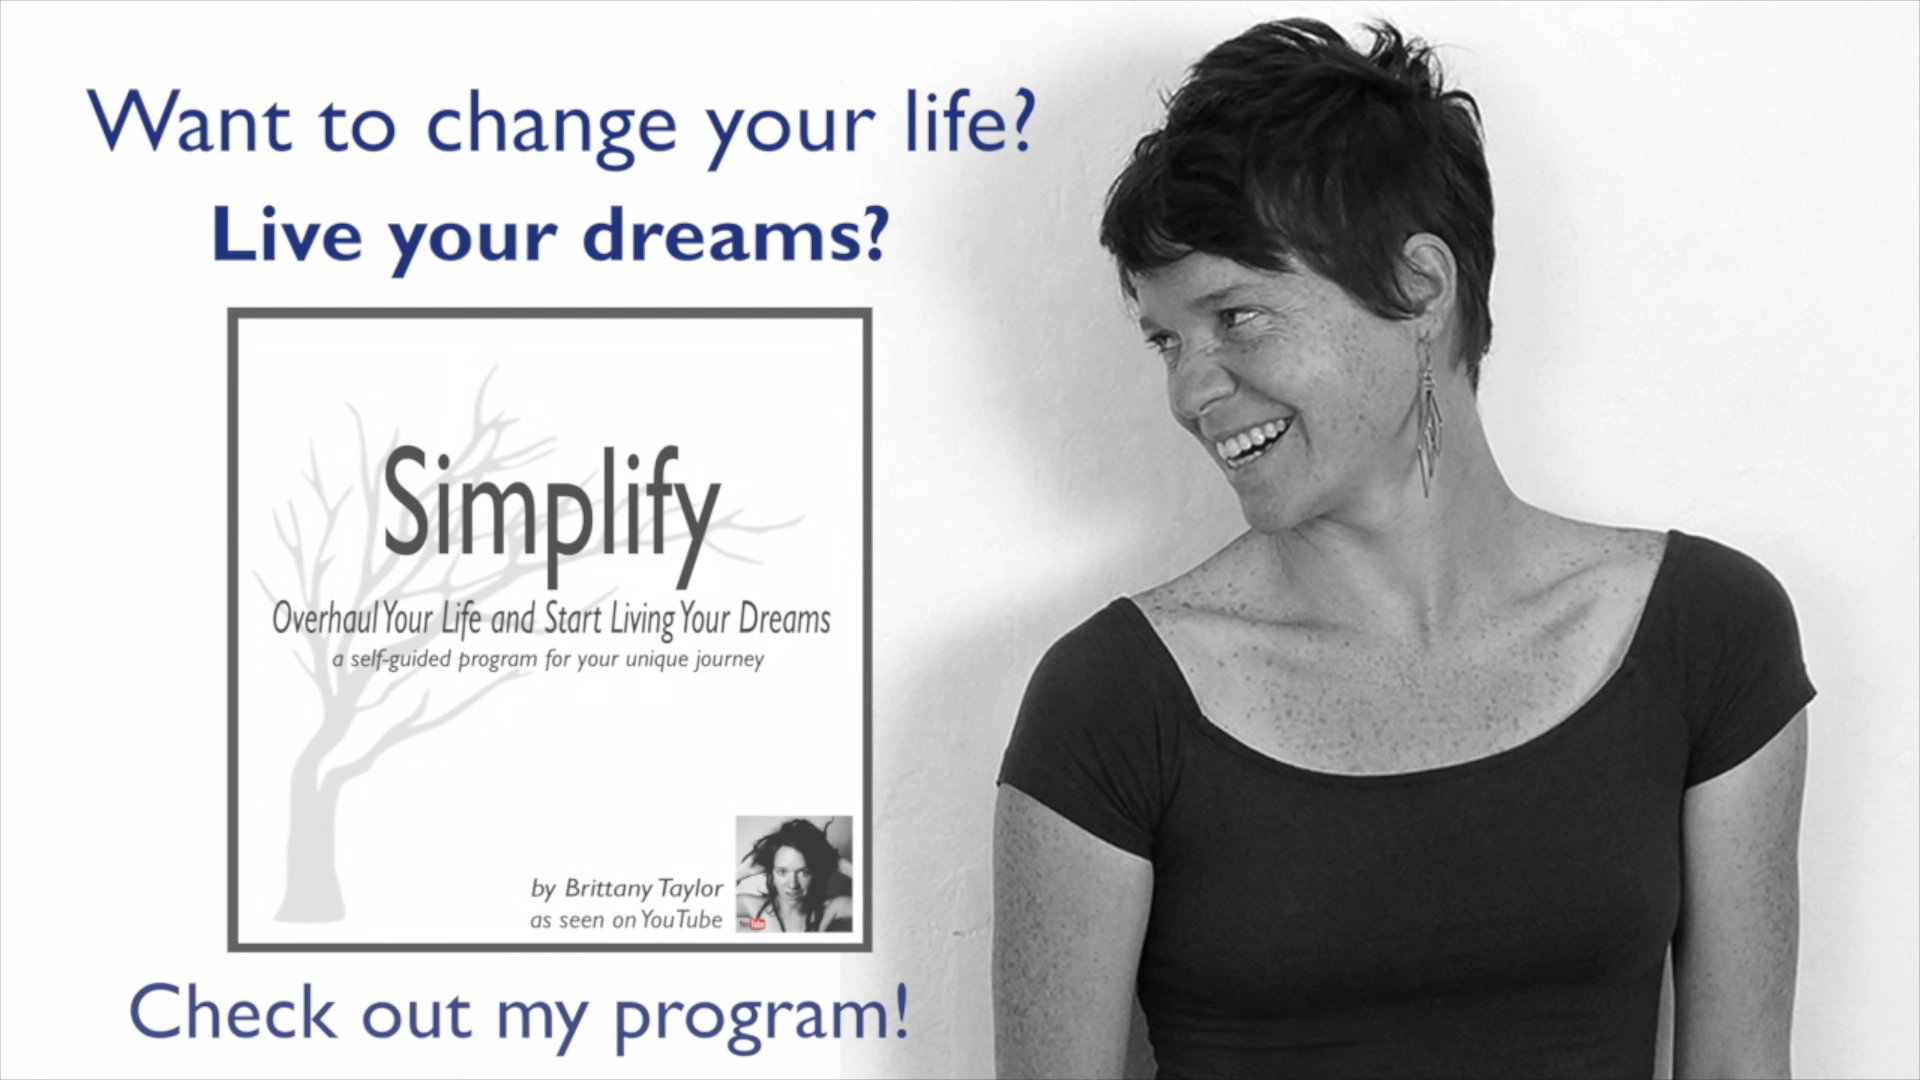 Want to change your life?
Live your dreams?
Simplify
Overhaul Your Life and Start Living Your Dreams
a self-guided program for your unique journey
by Brittany Taylor
as seen on YouTube
YouTube
Check out my program!